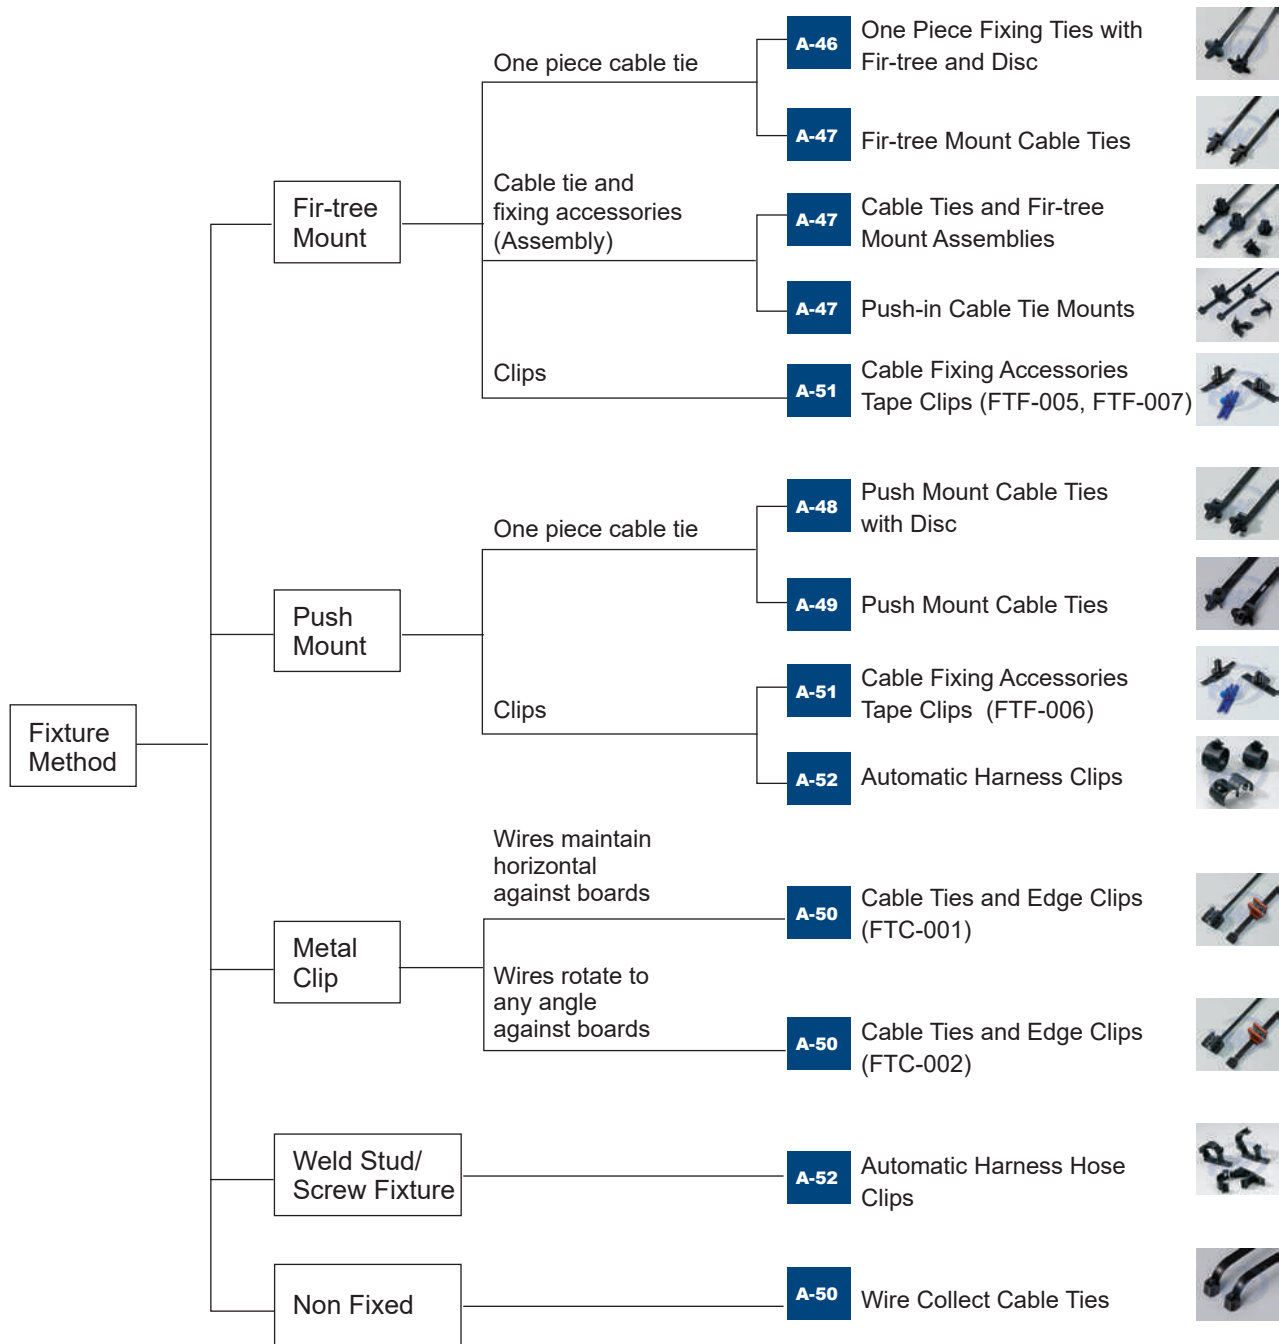 Fixture
Method
Fir-tree
Mount
One piece cable tie
A-46
One Piece Fixing Ties with
Fir-tree and Disc
A-47
Fir-tree Mount Cable Ties
Cable tie and
fixing accessories
(Assembly)
A-47
Cable Ties and Fir-tree
Mount Assemblies
A-47
Push-in Cable Tie Mounts
Clips
A-51
Cable Fixing Accessories
Tape Clips (FTF-005, FTF-007)
Push
Mount
One piece cable tie
A-48
Push Mount Cable Ties
with Disc
A-49
Push Mount Cable Ties
Clips
A-51
Cable Fixing Accessories
Tape Clips (FTF-006)
A-52
Automatic Harness Clips
Metal
Clip
Wires maintain
horizontal
against boards
A-50
Cable Ties and Edge Clips
(FTC-001)
Wires rotate to
any angle
against boards
A-50
Cable Ties and Edge Clips
(FTC-002)
Weld Stud/
Screw Fixture
A-52
Automatic Harness Hose
Clips
Non Fixed
A-50
Wire Collect Cable Ties